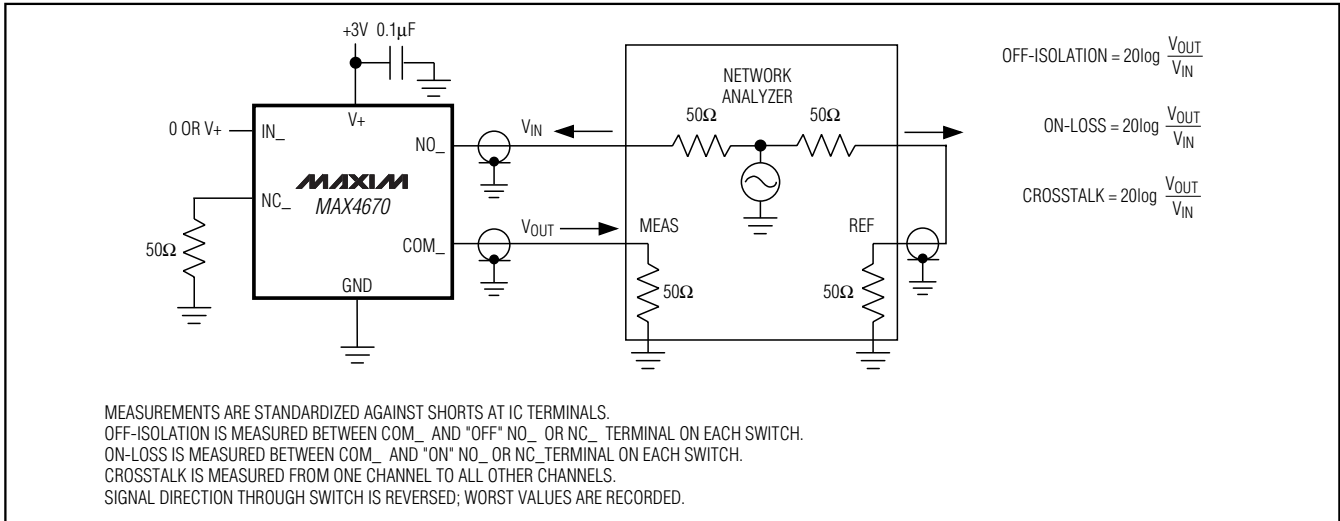 +3V 0.1µF
0 OR V+
IN_
V+
NO_
NC_
MAXIM
MAX4670
COM_
GND
50Ω
VIN
VOUT
NETWORK
ANALYZER
50Ω
50Ω
MEAS
REF
50Ω
50Ω
OFF-ISOLATION = 20log VOUT/VIN
ON-LOSS = 20log VOUT/VIN
CROSSTALK = 20log VOUT/VIN
MEASUREMENTS ARE STANDARDIZED AGAINST SHORTS AT IC TERMINALS.
OFF-ISOLATION IS MEASURED BETWEEN COM_ AND "OFF" NO_ OR NC_ TERMINAL ON EACH SWITCH.
ON-LOSS IS MEASURED BETWEEN COM_ AND "ON" NO_ OR NC_TERMINAL ON EACH SWITCH.
CROSSTALK IS MEASURED FROM ONE CHANNEL TO ALL OTHER CHANNELS.
SIGNAL DIRECTION THROUGH SWITCH IS REVERSED; WORST VALUES ARE RECORDED.